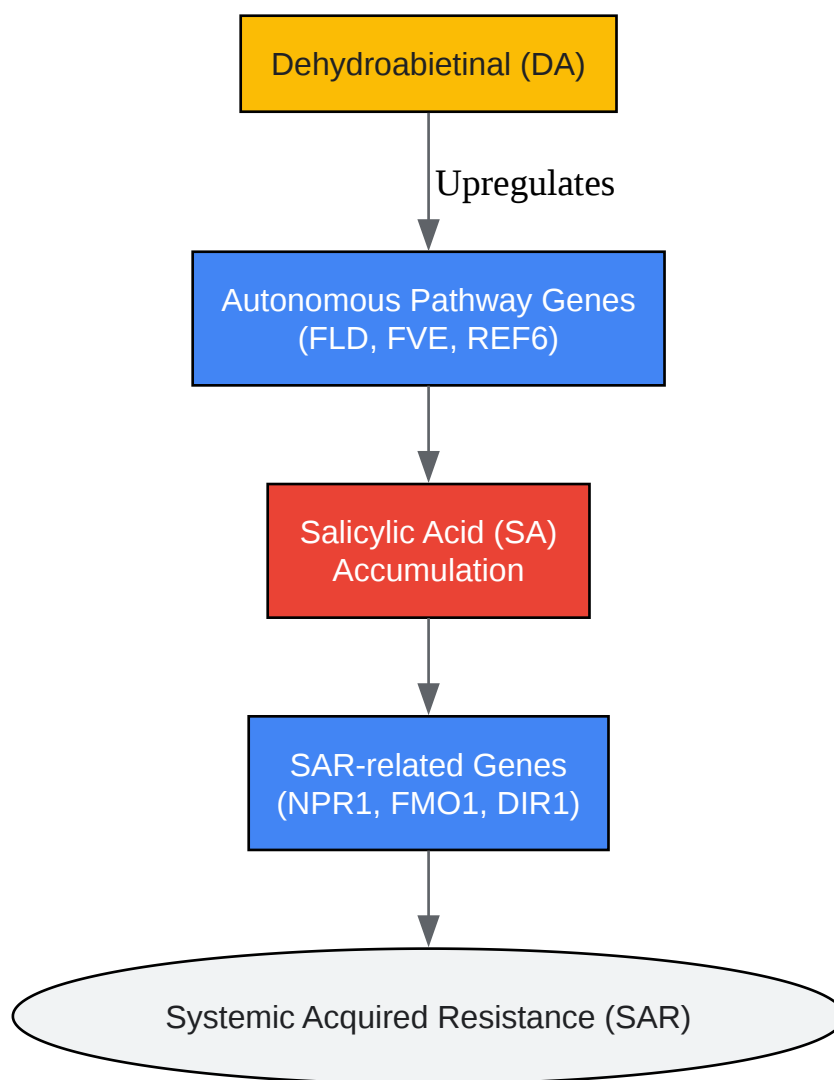 Dehydroabietinal (DA)
Upregulates
Autonomous Pathway Genes
(FLD, FVE, REF6)
Salicylic Acid (SA)
Accumulation
SAR-related Genes
(NPR1, FMO1, DIR1)
Systemic Acquired Resistance (SAR)